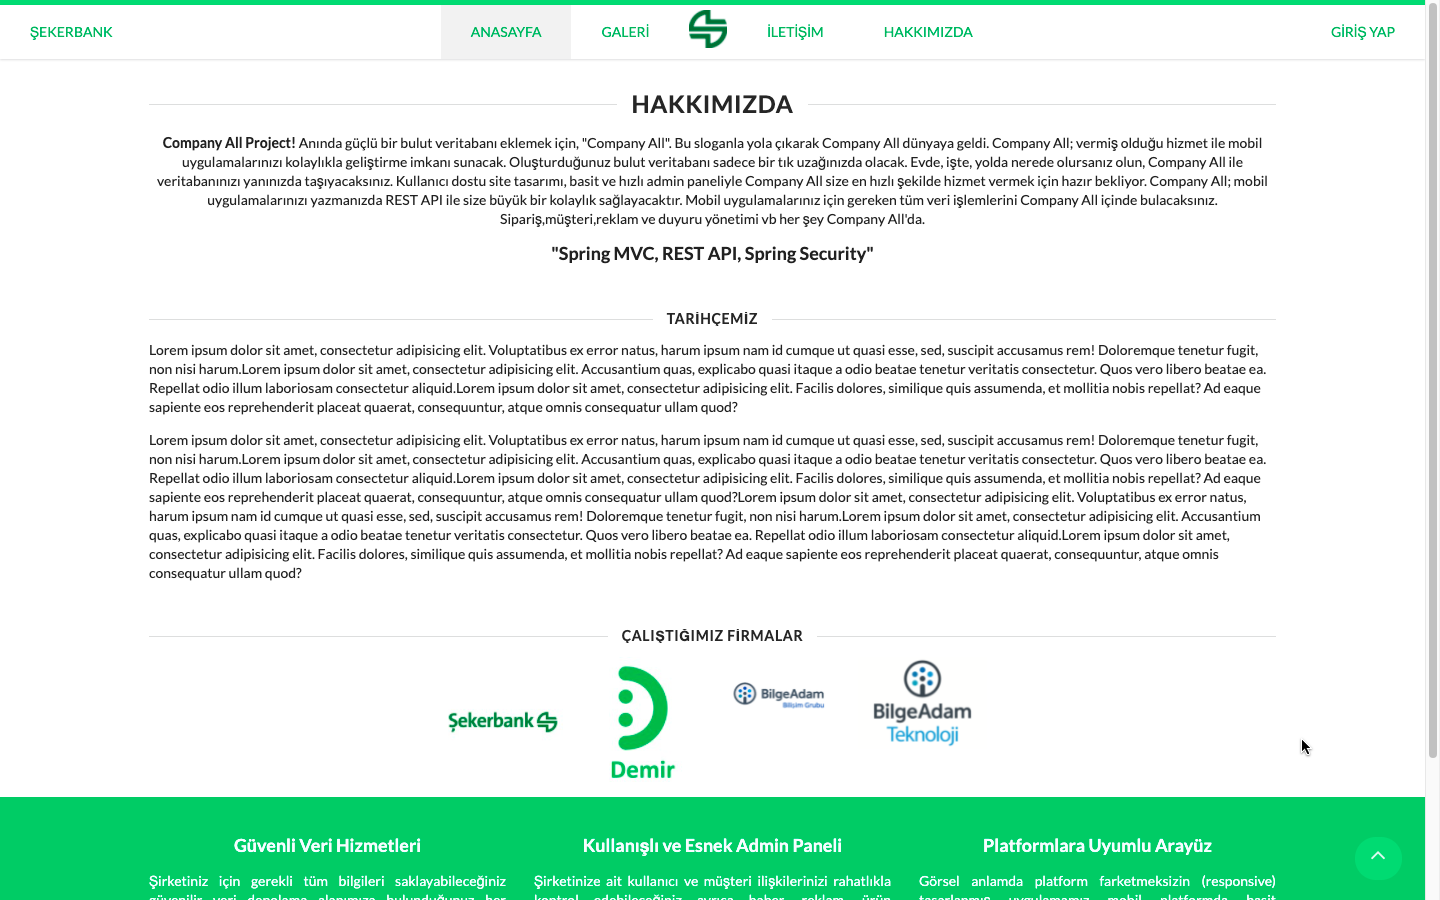 ŞEKERBANK
ANASAYFA
GALERİ
İLETİŞİM
HAKKIMIZDA
GİRİŞ YAP
HAKKIMIZDA
Company All Project! Anında güçlü bir bulut veritabanı eklemek için, "Company All". Bu sloganla yola çıkarak Company All dünyaya geldi. Company All; vermiş olduğu hizmet ile mobil
uygulamalarınızı kolaylıkla geliştirme imkanı sunacak. Oluşturduğunuz bulut veritabanı sadece bir tık uzağınızda olacak. Evde, işte, yolda nerede olursanız olun, Company All ile
veritabanınızı yanınızda taşıyacaksınız. Kullanıcı dostu site tasarımı, basit ve hızlı admin paneliyle Company All size en hızlı şekilde hizmet vermek için hazır bekliyor. Company All; mobil
uygulamalarınızı yazmanızda REST API ile size büyük bir kolaylık sağlayacaktır. Mobil uygulamalarınız için gereken tüm veri işlemlerini Company All içinde bulacaksınız.
Sipariş,müşteri,reklam ve duyuru yönetimi vb her şey Company All'da.
"Spring MVC, REST API, Spring Security"
TARİHÇEMİZ
Lorem ipsum dolor sit amet, consectetur adipisicing elit. Voluptatibus ex error natus, harum ipsum nam id cumque ut quasi esse, sed, suscipit accusamus rem! Doloremque tenetur fugit,
non nisi harum.Lorem ipsum dolor sit amet, consectetur adipisicing elit. Accusantium quas, explicabo quasi itaque a odio beatae tenetur veritatis consectetur. Quos vero libero beatae ea.
Repellat odio illum laboriosam consectetur aliquid.Lorem ipsum dolor sit amet, consectetur adipisicing elit. Facilis dolores, similique quis assumenda, et mollitia nobis repellat? Ad eaque
sapiente eos reprehenderit placeat quaerat, consequuntur, atque omnis consequatur ullam quod?
Lorem ipsum dolor sit amet, consectetur adipisicing elit. Voluptatibus ex error natus, harum ipsum nam id cumque ut quasi esse, sed, suscipit accusamus rem! Doloremque tenetur fugit,
non nisi harum.Lorem ipsum dolor sit amet, consectetur adipisicing elit. Accusantium quas, explicabo quasi itaque a odio beatae tenetur veritatis consectetur. Quos vero libero beatae ea.
Repellat odio illum laboriosam consectetur aliquid.Lorem ipsum dolor sit amet, consectetur adipisicing elit. Facilis dolores, similique quis assumenda, et mollitia nobis repellat? Ad eaque
sapiente eos reprehenderit placeat quaerat, consequuntur, atque omnis consequatur ullam quod?Lorem ipsum dolor sit amet, consectetur adipisicing elit. Voluptatibus ex error natus,
harum ipsum nam id cumque ut quasi esse, sed, suscipit accusamus rem! Doloremque tenetur fugit, non nisi harum.Lorem ipsum dolor sit amet, consectetur adipisicing elit. Accusantium
quas, explicabo quasi itaque a odio beatae tenetur veritatis consectetur. Quos vero libero beatae ea. Repellat odio illum laboriosam consectetur aliquid.Lorem ipsum dolor sit amet,
consectetur adipisicing elit. Facilis dolores, similique quis assumenda, et mollitia nobis repellat? Ad eaque sapiente eos reprehenderit placeat quaerat, consequuntur, atque omnis
consequatur ullam quod?
ÇALIŞTIĞIMIZ FİRMALAR
Şekerbank
Demir
BilgeAdam
Bilişim Grubu
BilgeAdam
Teknoloji
Güvenli Veri Hizmetleri
Şirketiniz için gerekli tüm bilgileri saklayabileceğiniz
güvenilir veri depolama alanımıza bulunduğunuz her
Kullanışlı ve Esnek Admin Paneli
Şirketinize ait kullanıcı ve müşteri ilişkilerinizi rahatlıkla
kontrol edebileceğiniz ayrıca haber, reklam, ürün
Platformlara Uyumlu Arayüz
Görsel anlamda platform farketmeksizin (responsive)
tasarlanmış uygulamamız mobil platformda basit